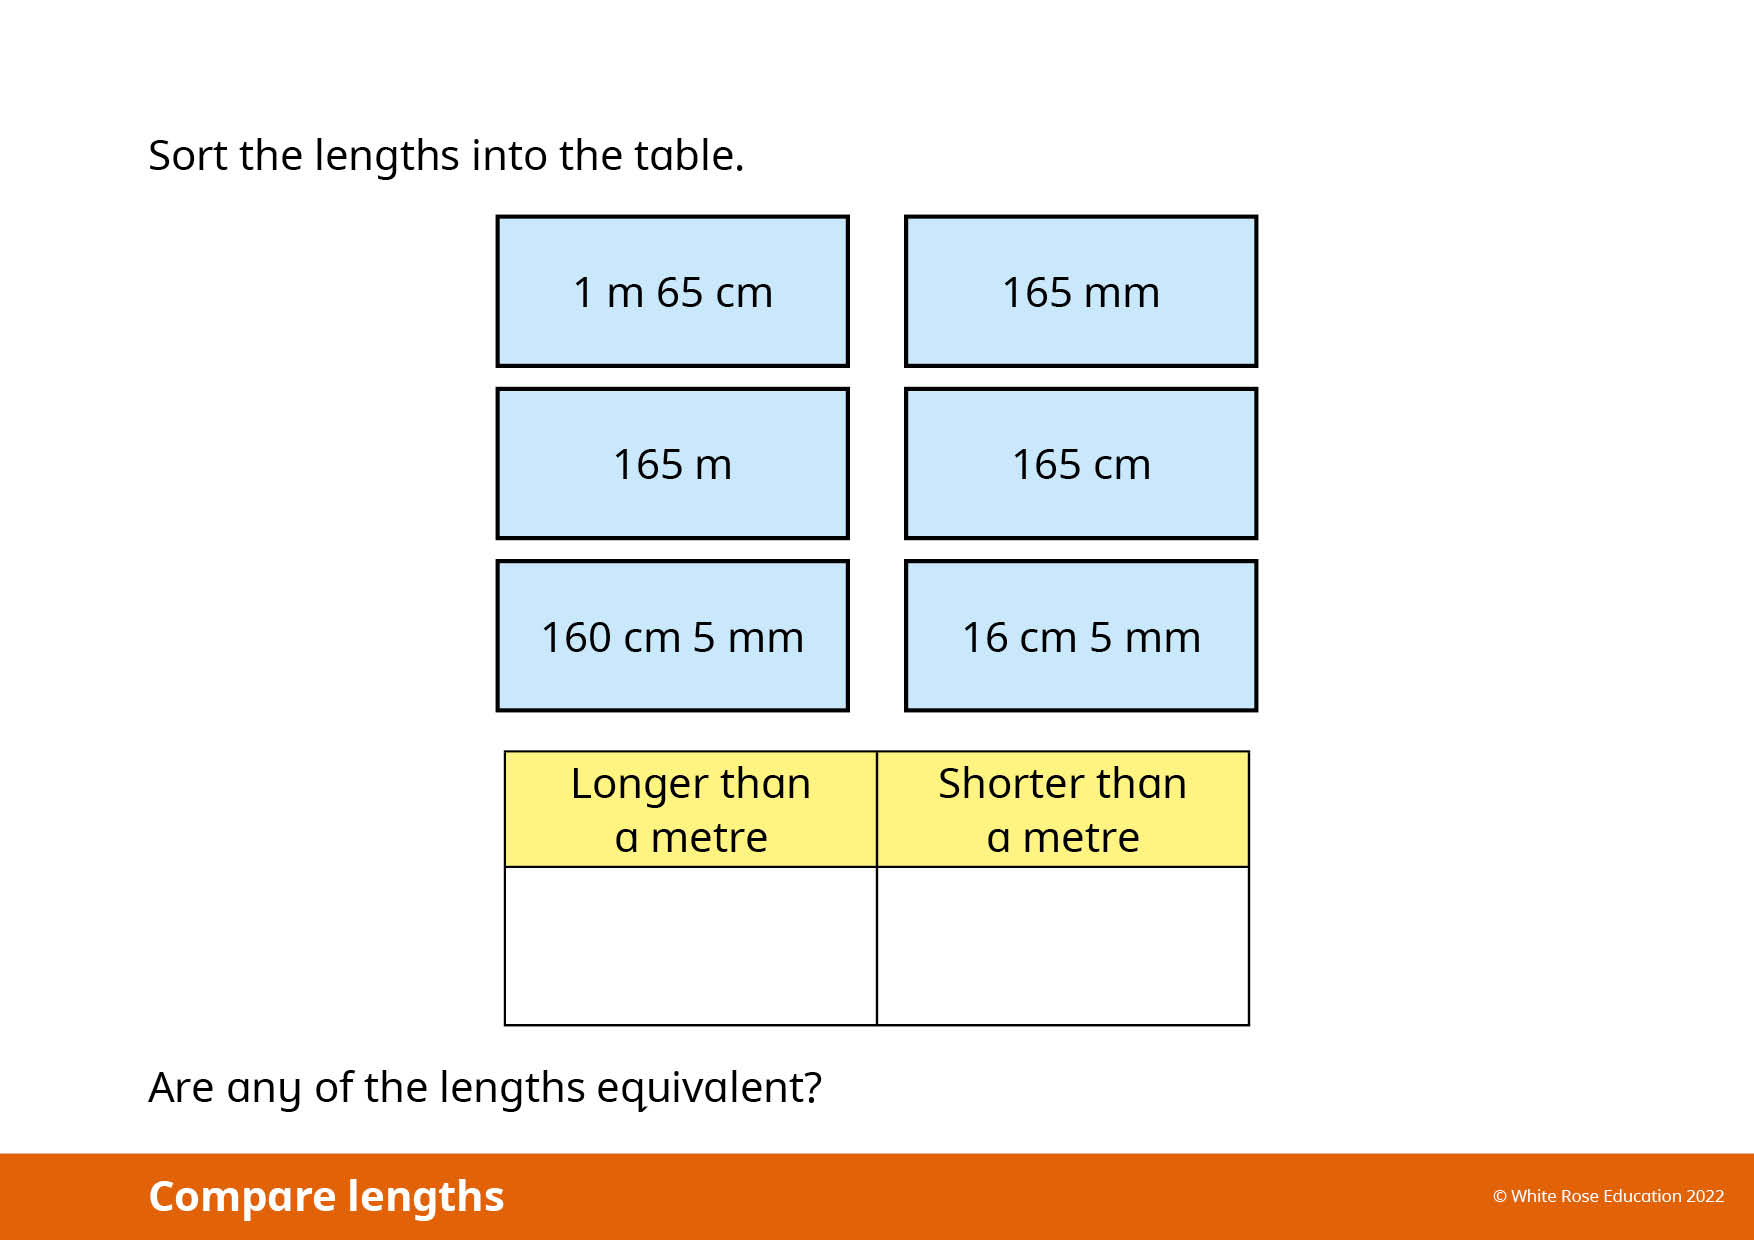 Sort the lengths into the table.
1 m 65 cm
165 mm
165 m
165 cm
160 cm 5 mm
16 cm 5 mm
Longer than
a metre
Shorter than
a metre
Are any of the lengths equivalent?
Compare lengths
© White Rose Education 2022